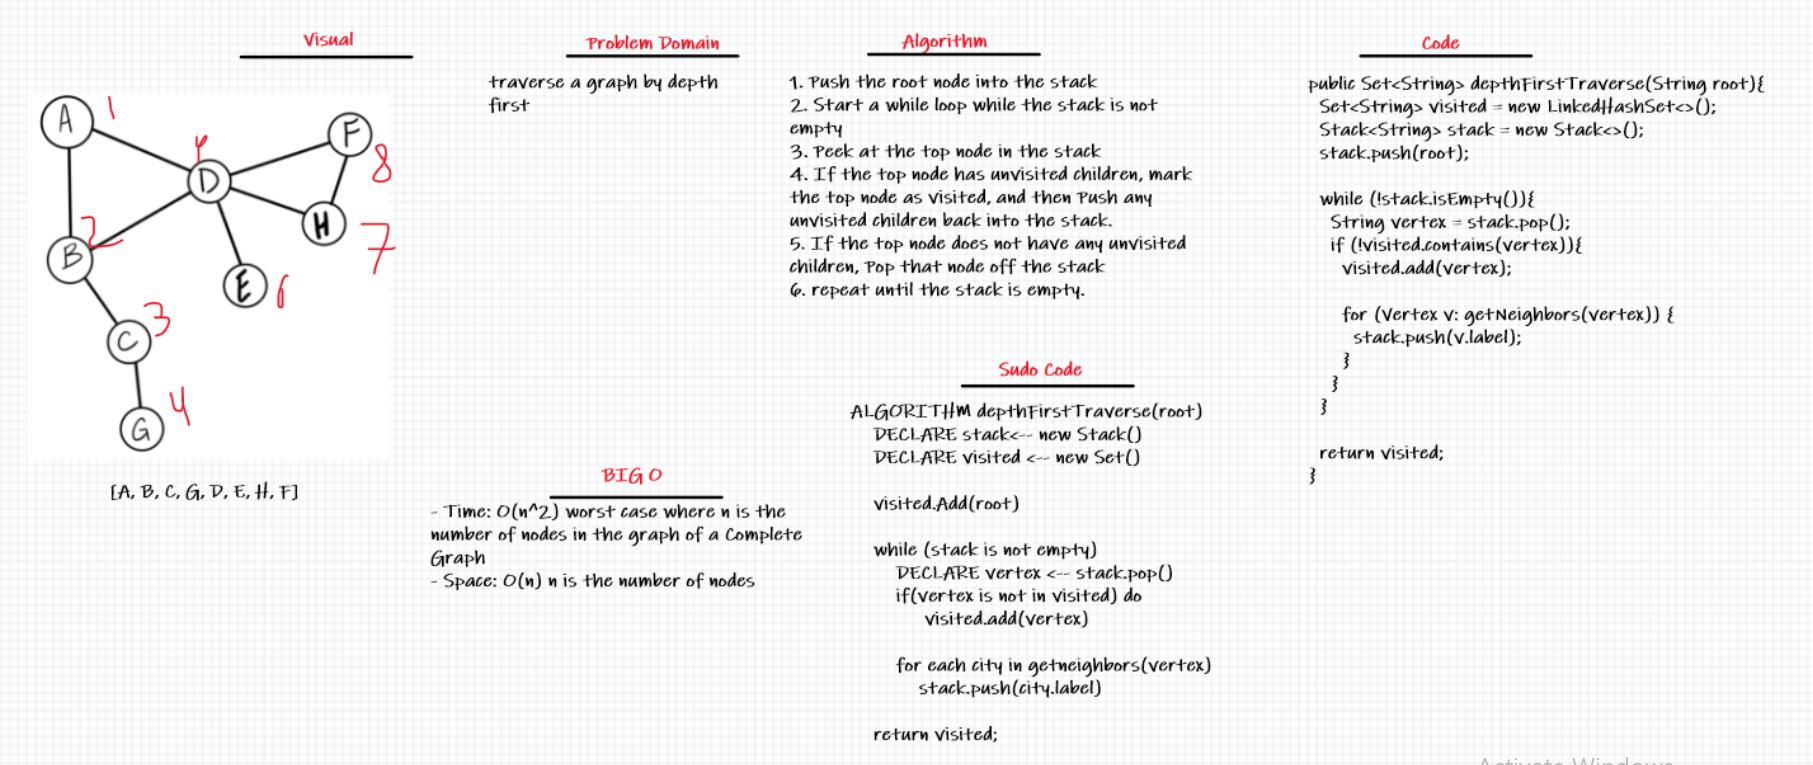 Visual
A 1
F
D 4
8
H
7
B 2
E 6
C 3
G 4
[A, B, C, G, D, E, H, F]
Problem Domain
traverse a graph by depth
first
BIG O
- Time: O(n^2) worst case where n is the
number of nodes in the graph of a Complete
Graph
- Space: O(n) n is the number of nodes
Algorithm
1. Push the root node into the stack
2. Start a while loop while the stack is not
empty
3. Peek at the top node in the stack
4. If the top node has unvisited children, mark
the top node as visited, and then Push any
unvisited children back into the stack.
5. If the top node does not have any unvisited
children, Pop that node off the stack
6. repeat until the stack is empty.
Sudo Code
ALGORITHM depthFirstTraverse(root)
DECLARE stack<-- new Stack()
DECLARE visited <-- new Set()
visited.Add(root)
while (stack is not empty)
DECLARE vertex <-- stack.pop()
if(vertex is not in visited) do
visited.add(vertex)
for each city in getneighbors(vertex)
stack.push(city.label)
return visited;
Code
public Set<String> depthFirstTraverse(String root){
Set<String> visited = new LinkedHashSet<>();
Stack<String> stack = new Stack<>();
stack.push(root);
while (!stack.isEmpty()){
String vertex = stack.pop();
if (!visited.contains(vertex)){
visited.add(vertex);
for (Vertex v: getNeighbors(vertex)) {
stack.push(v.label);
}
}
}
return visited;
}
Activate Windows